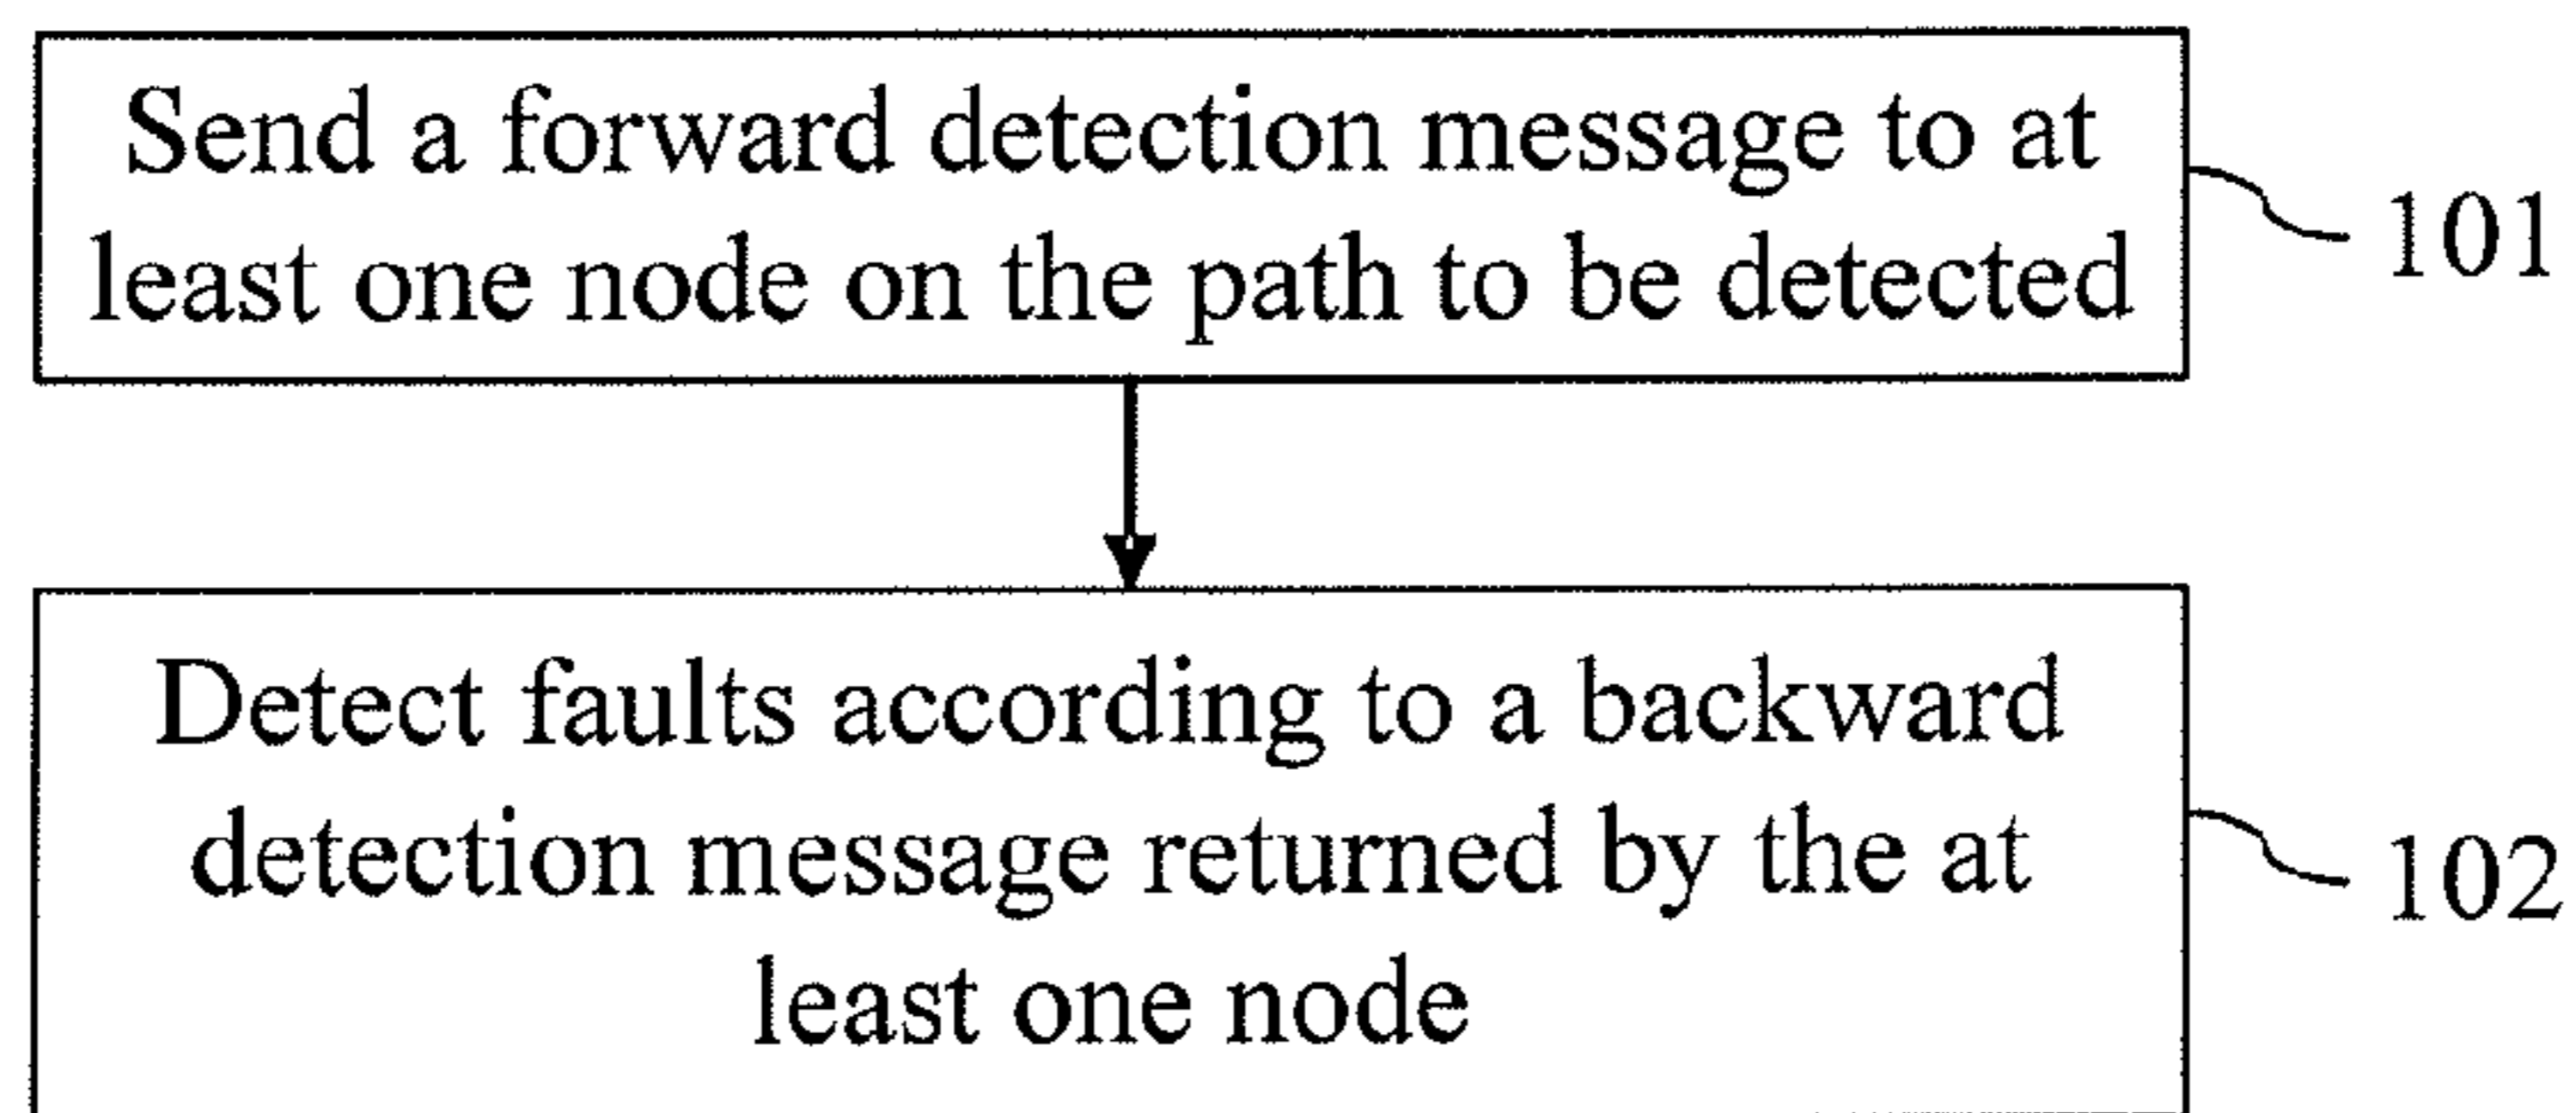 Send a forward detection message to at
least one node on the path to be detected
101
Detect faults according to a backward
detection message returned by the at
least one node
102